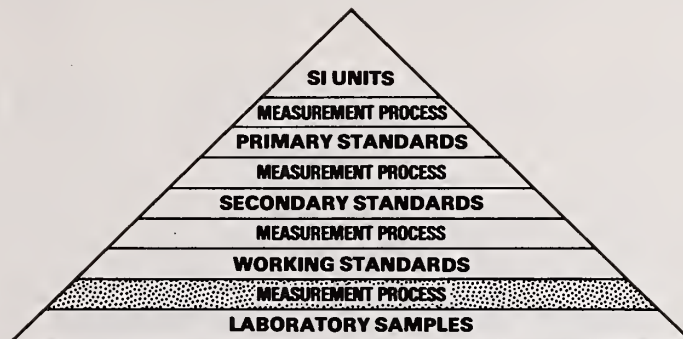 SI UNITS
MEASUREMENT PROCESS
PRIMARY STANDARDS
MEASUREMENT PROCESS
SECONDARY STANDARDS
MEASUREMENT PROCESS
WORKING STANDARDS
MEASUREMENT PROCESS
LABORATORY SAMPLES